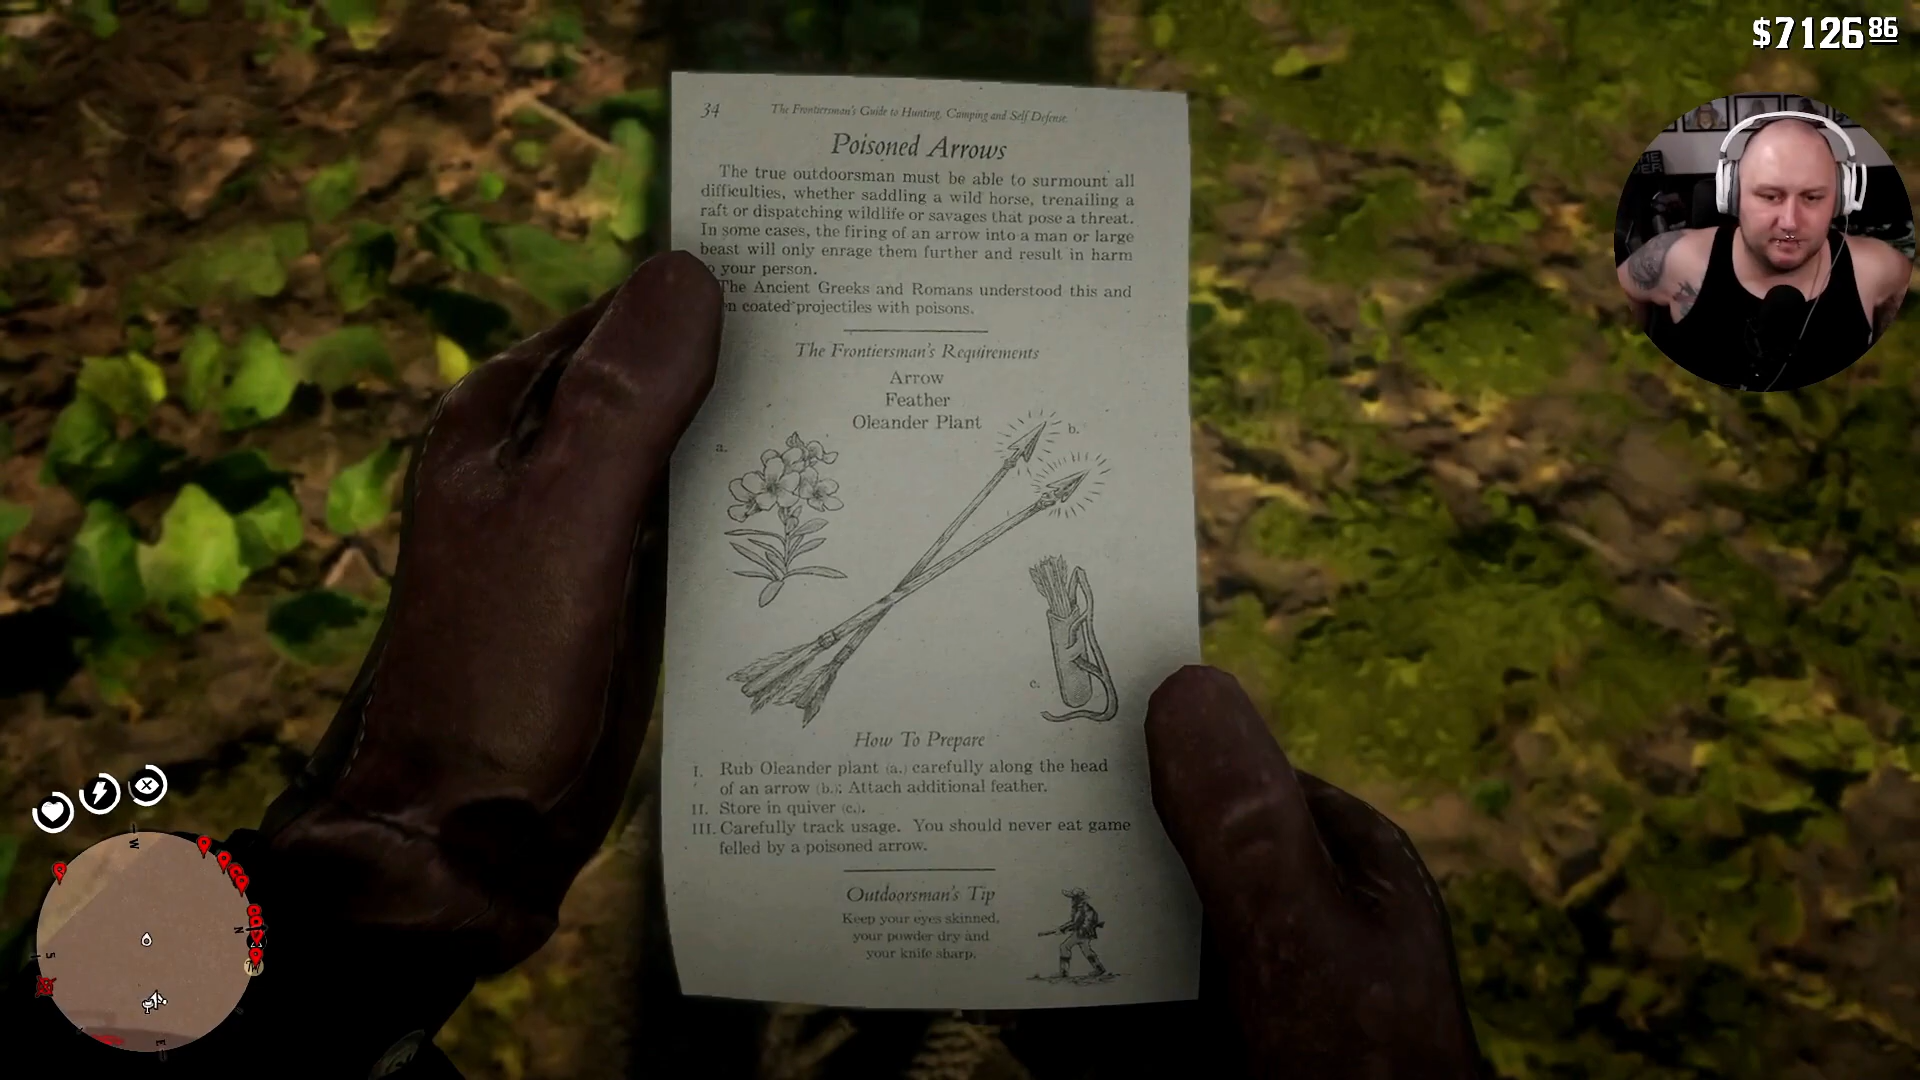 $7126 86
34 The Frontiersman's Guide to Hunting, Camping and Self Defense
Poisoned Arrows
The true outdoorsman must be able to surmount all
difficulties, whether saddling a wild horse, trenailing a
raft or dispatching wildlife or savages that pose a threat.
In some cases, the firing of an arrow into a man or large
beast will only enrage them further and result in harm
your person.
The Ancient Greeks and Romans understood this and
coated projectiles with poisons.
The Frontiersman's Requirements
Arrow
Feather
Oleander Plant
a.
b.
c.
How To Prepare
I. Rub Oleander plant (a.) carefully along the head
of an arrow (b.); Attach additional feather.
II. Store in quiver (c.).
III. Carefully track usage. You should never eat game
felled by a poisoned arrow.
Outdoorsman's Tip
Keep your eyes skinned,
your powder dry and
your knife sharp.
W
N
S
E